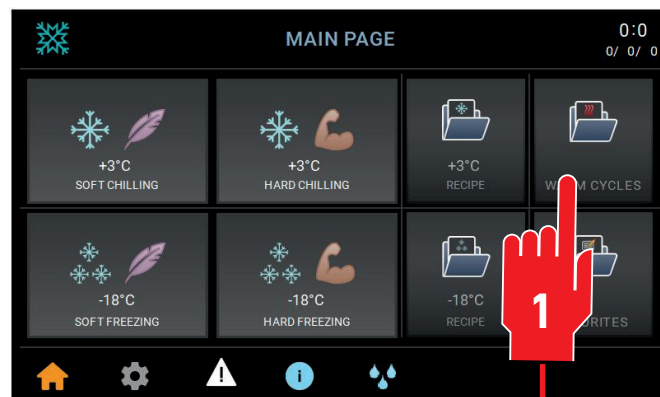 MAIN PAGE
0:0
0/ 0/ 0
+3°C
SOFT CHILLING
+3°C
HARD CHILLING
+3°C
RECIPE
CYCLES
-18°C
SOFT FREEZING
-18°C
HARD FREEZING
-18°C
RECIPE
1
i